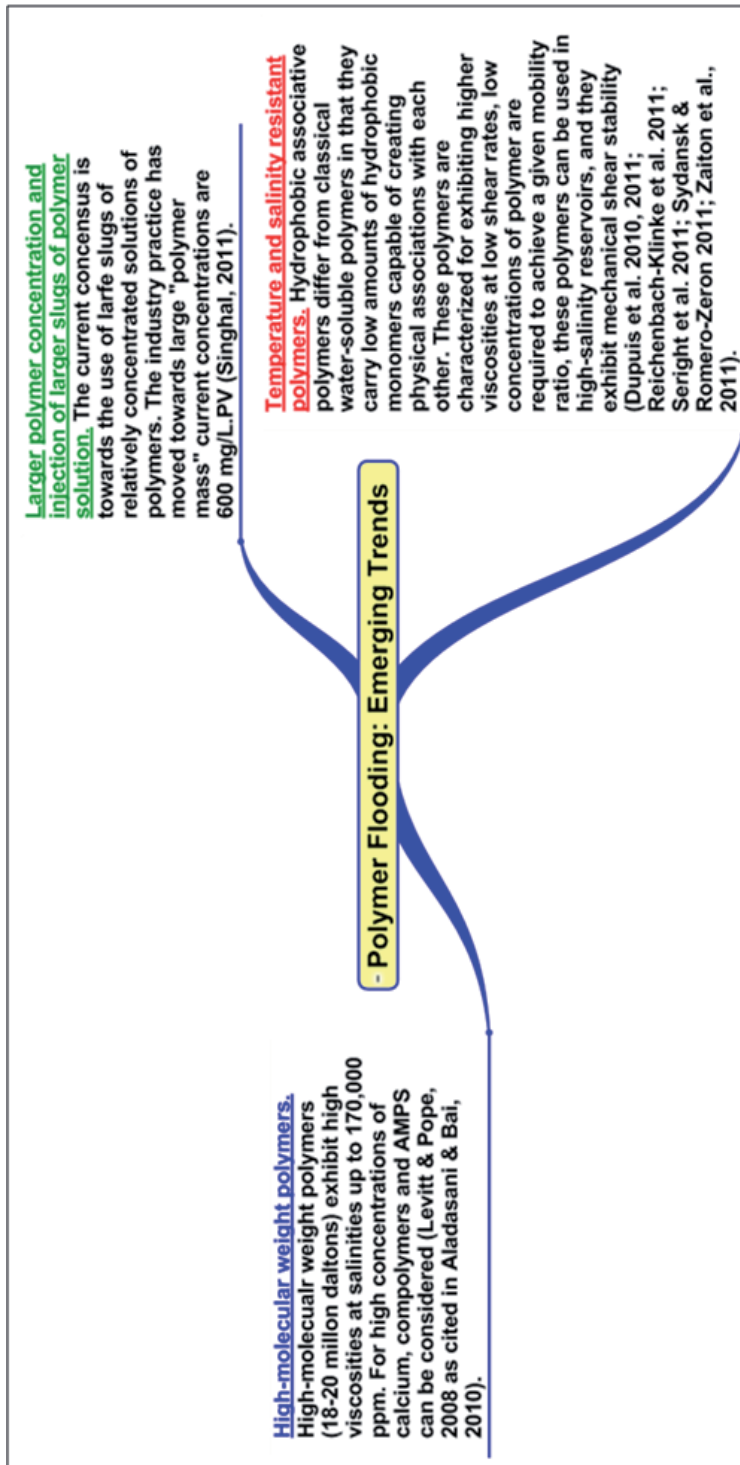 Larger polymer concentration and
injection of larger slugs of polymer
solution. The current concensus is
towards the use of larfe slugs of
relatively concentrated solutions of
polymers. The industry practice has
moved towards large "polymer
mass" current concentrations are
600 mg/L.PV (Singhal, 2011).
Temperature and salinity resistant
polymers. Hydrophobic associative
polymers differ from classical
water-soluble polymers in that they
carry low amounts of hydrophobic
monomers capable of creating
physical associations with each
other. These polymers are
characterized for exhibiting higher
viscosities at low shear rates, low
concentrations of polymer are
required to achieve a given mobility
ratio, these polymers can be used in
high-salinity reservoirs, and they
exhibit mechanical shear stability
(Dupuis et al. 2010, 2011;
Reichenbach-Klinke et al. 2011;
Seright et al. 2011; Sydansk &
Romero-Zeron 2011; Zaiton et al.,
2011).
- Polymer Flooding: Emerging Trends
High-molecular weight polymers.
High-molecualr weight polymers
(18-20 millon daltons) exhibit high
viscosities at salinities up to 170,000
ppm. For high concentrations of
calcium, compolymers and AMPS
can be considered (Levitt & Pope,
2008 as cited in Aladasani & Bai,
2010).